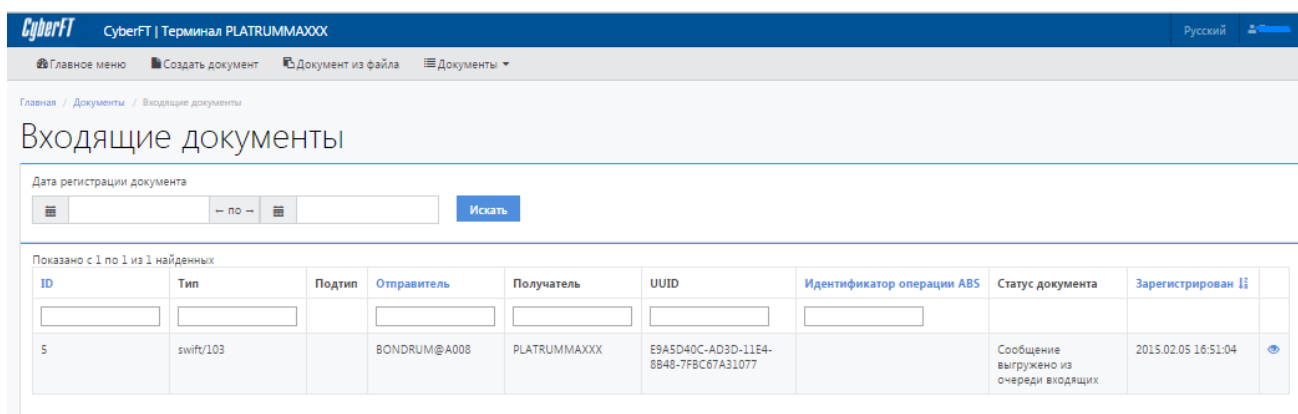 CyberFT CyberFT | Терминал PLATRUMMAXXX Русский
Главное меню Создать документ Документ из файла Документы
Главная / Документы / Входящие документы
Входящие документы
Дата регистрации документа
← по → Искать
Показано с 1 по 1 из 1 найденных
ID Тип Подтип Отправитель Получатель UUID Идентификатор операции ABS Статус документа Зарегистрирован
5 swift/103 BONDRUM@A008 PLATRUMMAXXX E9A5D40C-AD3D-11E4- Сообщение 2015.02.05 16:51:04
8B48-7FBC67A31077 выгружено из
очереди входящих